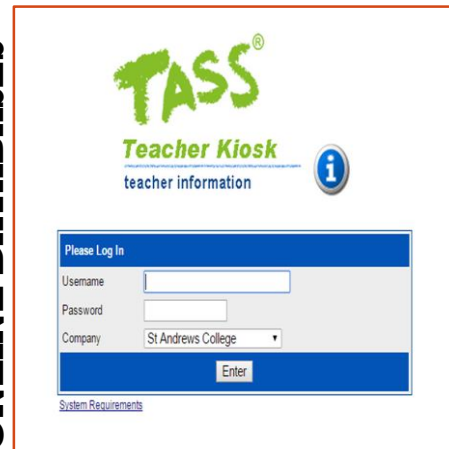 TASS®
Teacher Kiosk
teacher information
i
Please Log In
Username
Password
Company St Andrews College
Enter
System Requirements